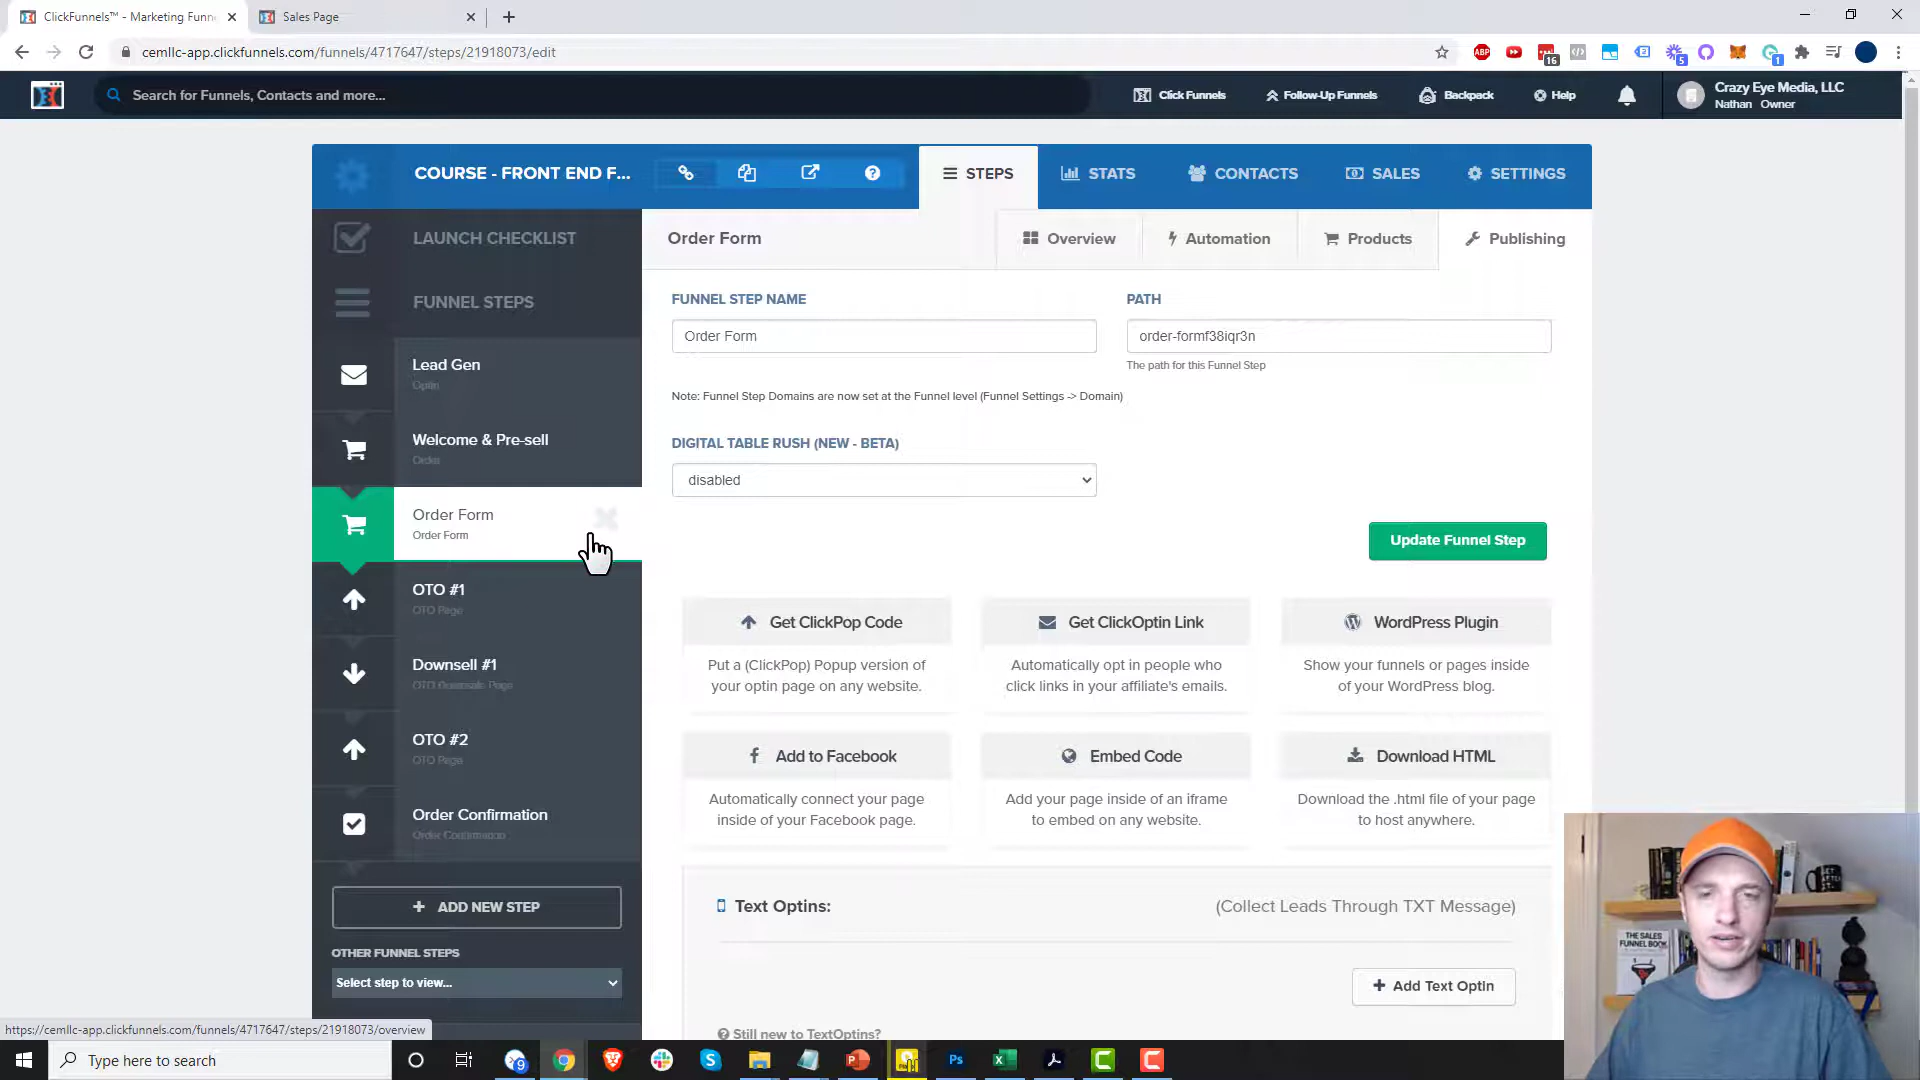 ClickFunnels™ - Marketing Funn
Sales Page
cemllc-app.clickfunnels.com/funnels/4717647/steps/21918073/edit
ABP
16
5
1
Search for Funnels, Contacts and more...
Click Funnels
Follow-Up Funnels
Backpack
Help
Crazy Eye Media, LLC
Nathan Owner
COURSE - FRONT END F...
STEPS
STATS
CONTACTS
SALES
SETTINGS
LAUNCH CHECKLIST
FUNNEL STEPS
Lead Gen
Optin
Welcome & Pre-sell
Order
Order Form
Order Form
OTO #1
OTO Page
Downsell #1
OTO Downsale Page
OTO #2
OTO Page
Order Confirmation
Order Confirmation
ADD NEW STEP
OTHER FUNNEL STEPS
Select step to view...
Order Form
Overview
Automation
Products
Publishing
FUNNEL STEP NAME
Order Form
PATH
order-formf38iqr3n
The path for this Funnel Step
Note: Funnel Step Domains are now set at the Funnel level (Funnel Settings -> Domain)
DIGITAL TABLE RUSH (NEW - BETA)
disabled
Update Funnel Step
Get ClickPop Code
Put a (ClickPop) Popup version of
your optin page on any website.
Get ClickOptin Link
Automatically opt in people who
click links in your affiliate's emails.
WordPress Plugin
Show your funnels or pages inside
of your WordPress blog.
Add to Facebook
Automatically connect your page
inside of your Facebook page.
Embed Code
Add your page inside of an iframe
to embed on any website.
Download HTML
Download the .html file of your page
to host anywhere.
Text Optins:
(Collect Leads Through TXT Message)
Add Text OptIn
Still new to TextOptins?
THE SALES
FUNNEL BOOK
https://cemllc-app.clickfunnels.com/funnels/4717647/steps/21918073/overview
Type here to search
9
Ps